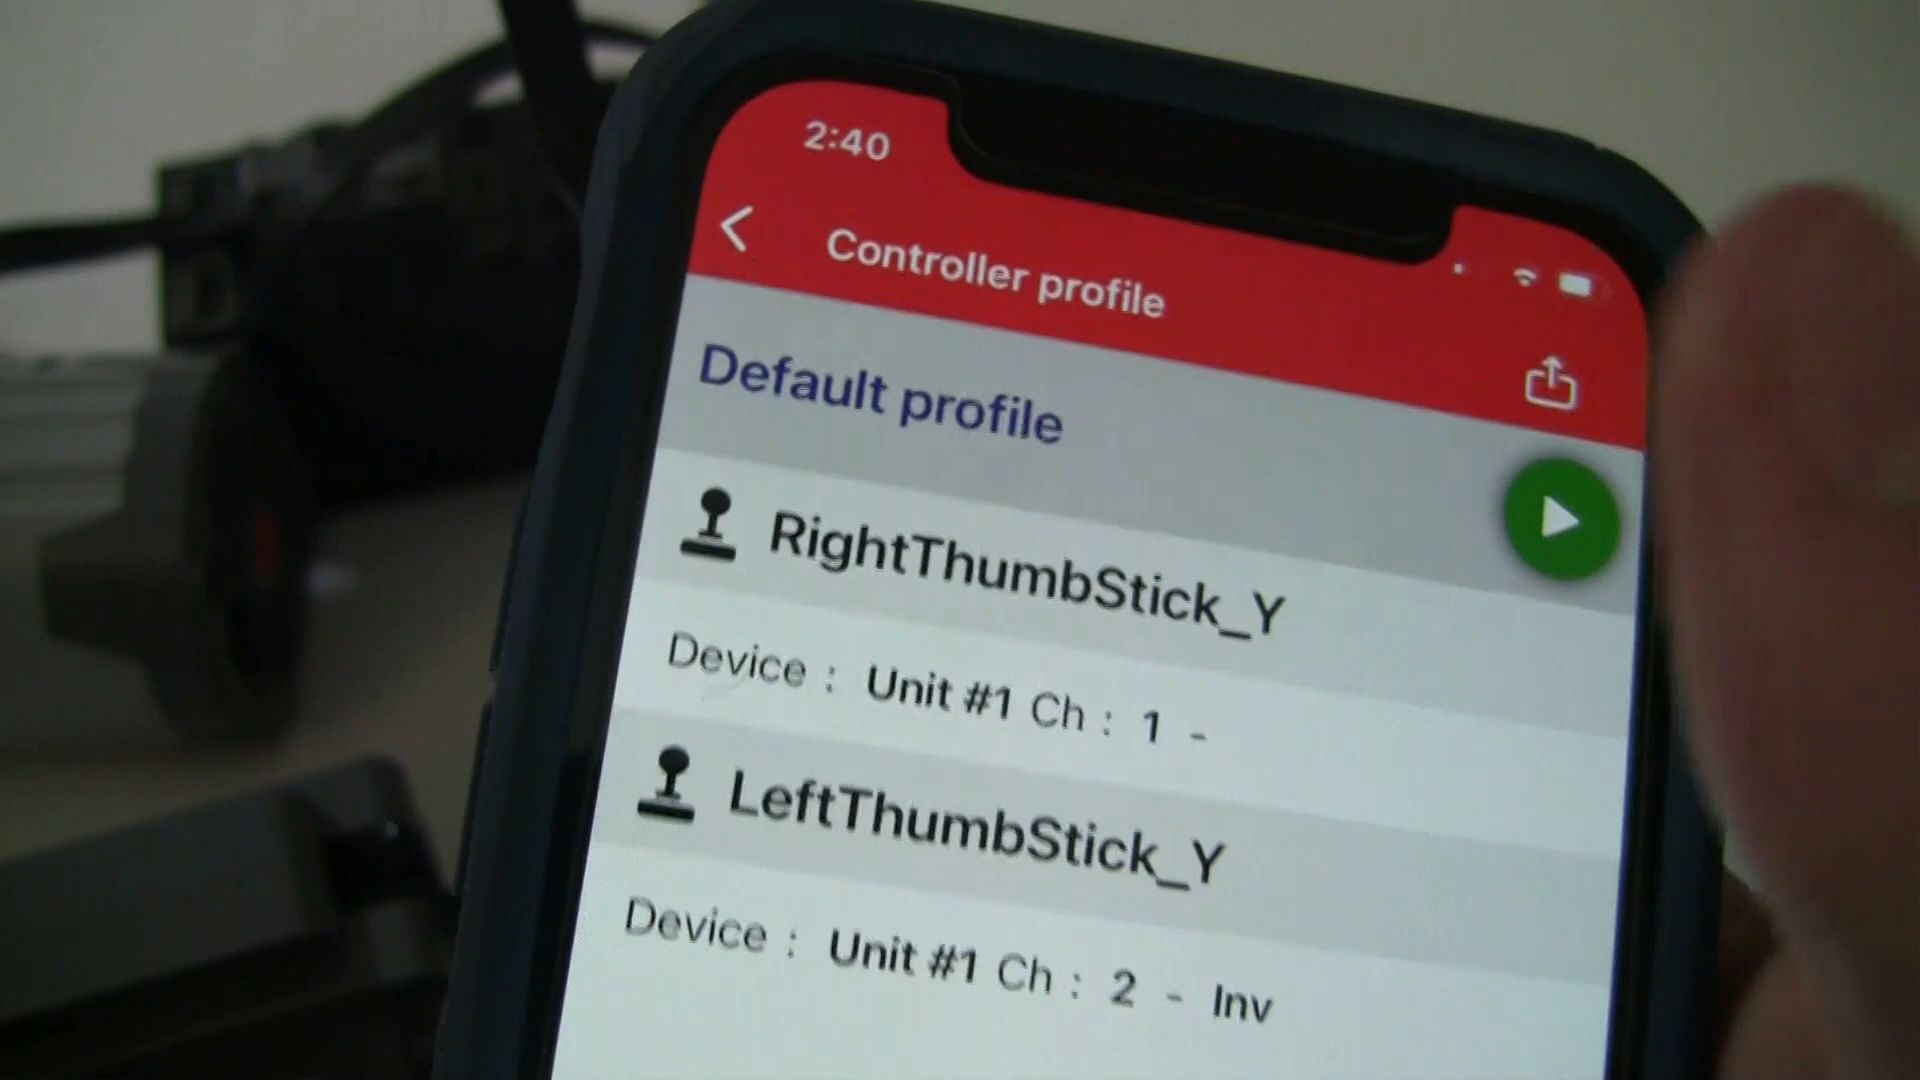 2:40
Controller profile
Default profile
RightThumbStick_Y
Device : Unit #1 Ch : 1 -
LeftThumbStick_Y
Device : Unit #1 Ch : 2 - Inv